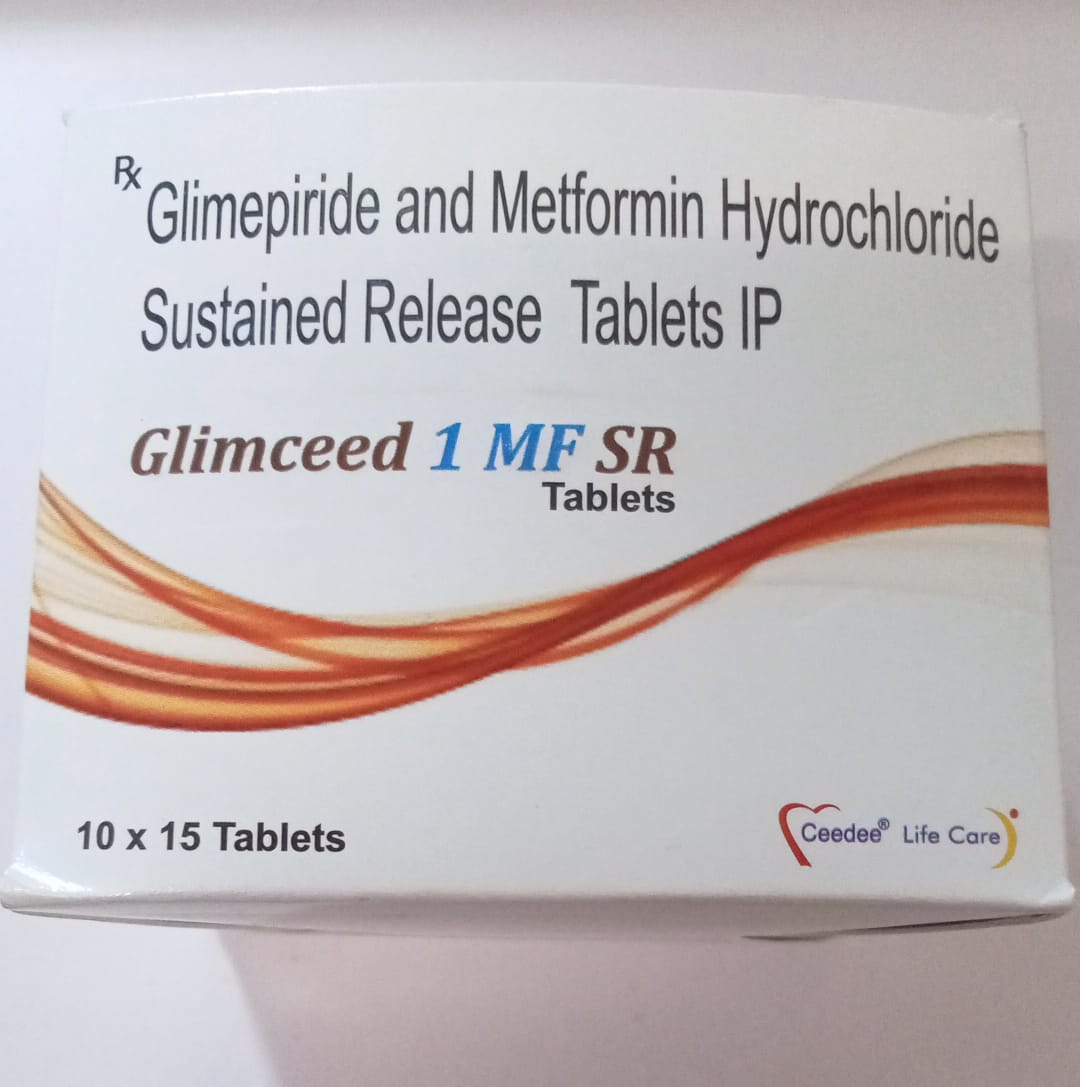 Rx Glimepiride and Metformin Hydrochloride
Sustained Release Tablets IP
Glimceed 1 MF SR
Tablets
10 x 15 Tablets
Ceedee® Life Care